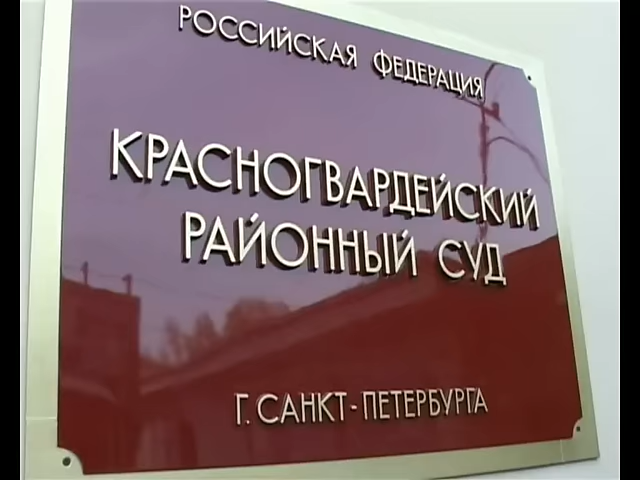 РОССИЙСКАЯ ФЕДЕРАЦИЯ
КРАСНОГВАРДЕЙСКИЙ
РАЙОННЫЙ СУД
Г. САНКТ-ПЕТЕРБУРГА